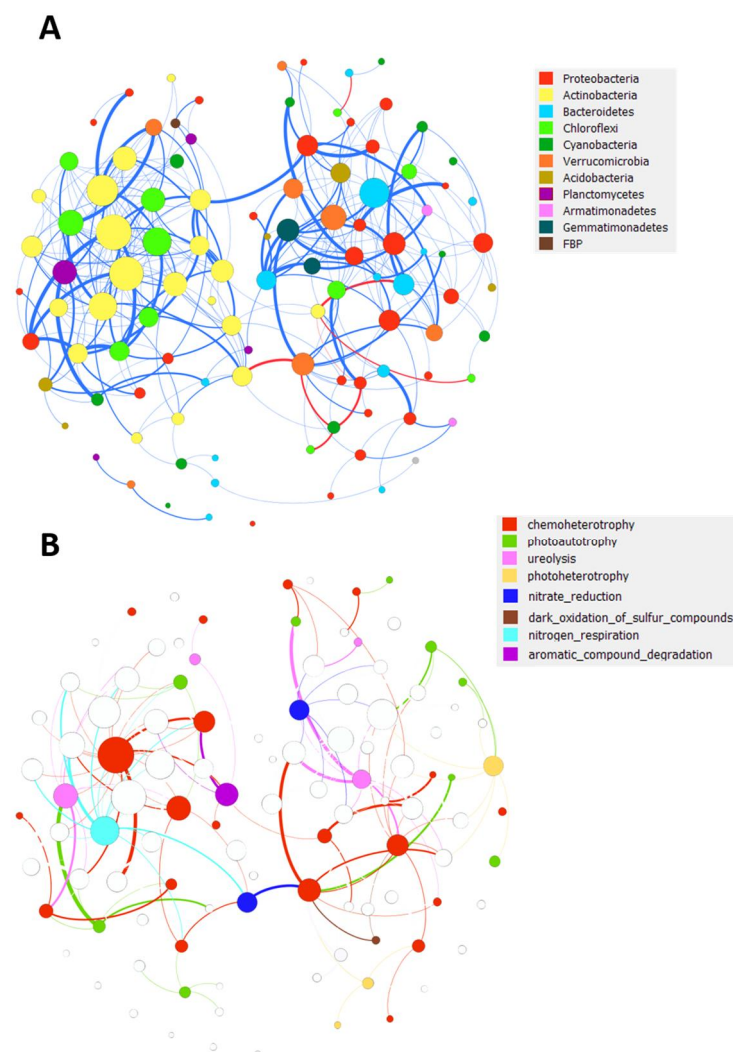 A
Proteobacteria
Actinobacteria
Bacteroidetes
Chloroflexi
Cyanobacteria
Verrucomicrobia
Acidobacteria
Planctomycetes
Armatimonadetes
Gemmatimonadetes
FBP
B
chemoheterotrophy
photoautotrophy
ureolysis
photoheterotrophy
nitrate_reduction
dark_oxidation_of_sulfur_compounds
nitrogen_respiration
aromatic_compound_degradation